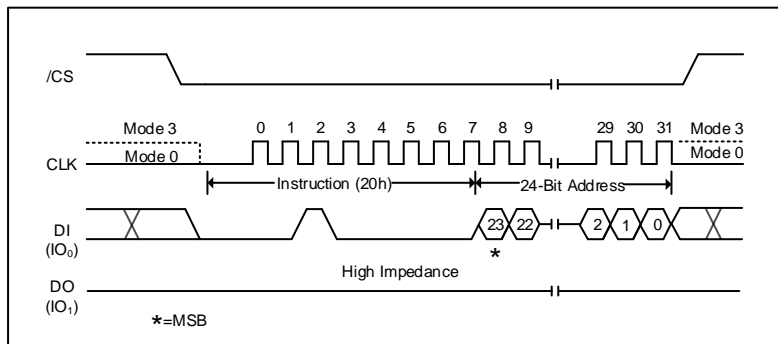 /CS
0 1 2 3 4 5 6 7 8 9 29 30 31
Mode 3 Mode 3
CLK Mode 0 Mode 0
Instruction (20h) 24-Bit Address
DI 23 22 2 1 0
(IO₀)
*
High Impedance
DO
(IO₁)
*=MSB